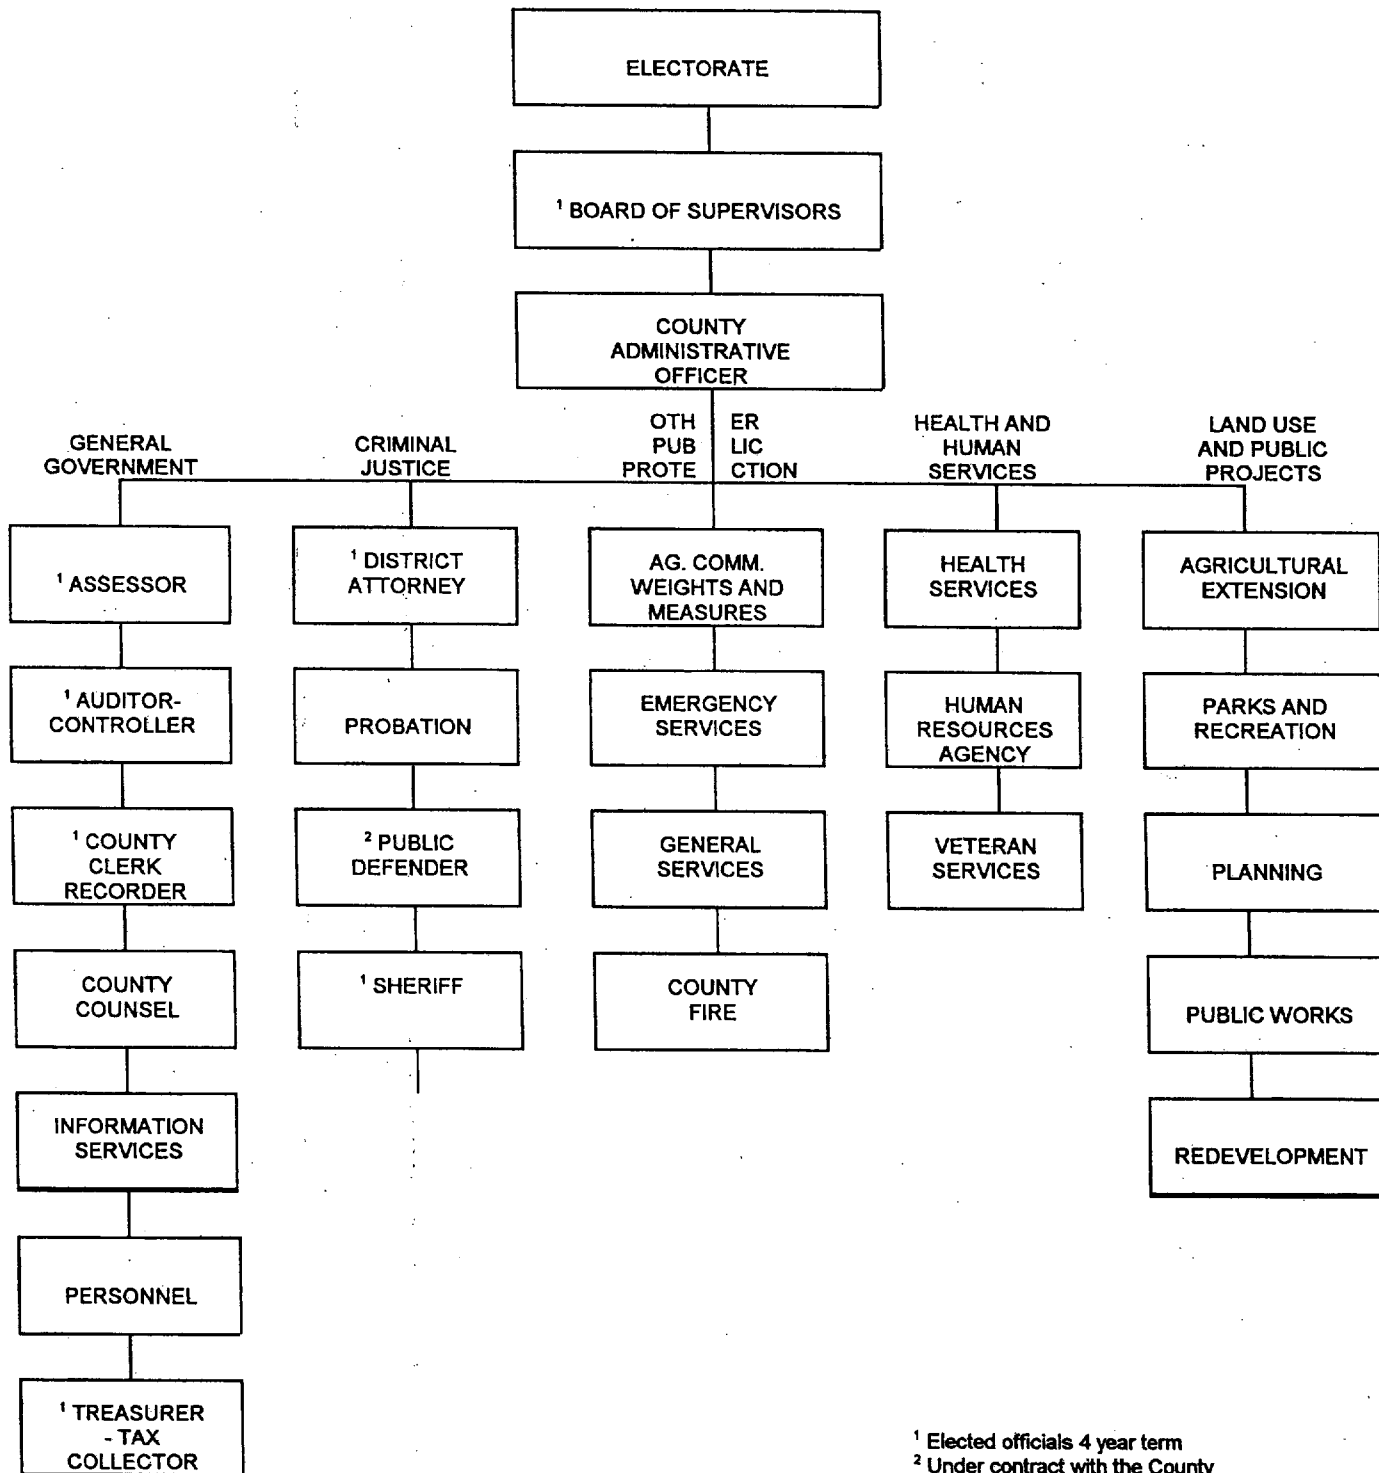 ELECTORATE
¹ BOARD OF SUPERVISORS
COUNTY
ADMINISTRATIVE
OFFICER
GENERAL
GOVERNMENT
CRIMINAL
JUSTICE
OTH ER
PUB LIC
PROTE CTION
HEALTH AND
HUMAN
SERVICES
LAND USE
AND PUBLIC
PROJECTS
¹ ASSESSOR
¹ AUDITOR-
CONTROLLER
¹ COUNTY
CLERK
RECORDER
COUNTY
COUNSEL
INFORMATION
SERVICES
PERSONNEL
¹ TREASURER
- TAX
COLLECTOR
¹ DISTRICT
ATTORNEY
PROBATION
² PUBLIC
DEFENDER
¹ SHERIFF
AG. COMM.
WEIGHTS AND
MEASURES
EMERGENCY
SERVICES
GENERAL
SERVICES
COUNTY
FIRE
HEALTH
SERVICES
HUMAN
RESOURCES
AGENCY
VETERAN
SERVICES
AGRICULTURAL
EXTENSION
PARKS AND
RECREATION
PLANNING
PUBLIC WORKS
REDEVELOPMENT
¹ Elected officials 4 year term
² Under contract with the County